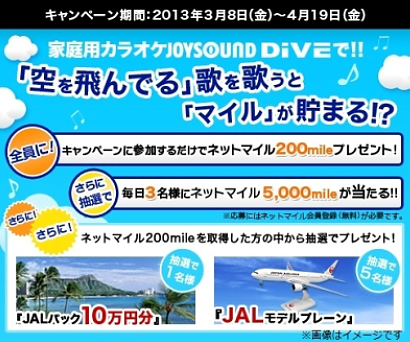 キャンペーン期間：2013年3月8日(金)～4月19日(金)
家庭用カラオケJOYSOUND DiVEで!!
「空を飛んでる」歌を歌うと
「マイル」が貯まる!?
全員に! キャンペーンに参加するだけでネットマイル200mileプレゼント!
さらに抽選で 毎日3名様にネットマイル5,000mileが当たる!!
※応募にはネットマイル会員登録（無料）が必要です。
さらに!
さらに!
ネットマイル200mileを取得した方の中から抽選でプレゼント!
抽選で
1名様
抽選で
5名様
JAPAN AIRLINES
『JALパック10万円分』
『JALモデルプレーン』
※画像はイメージです